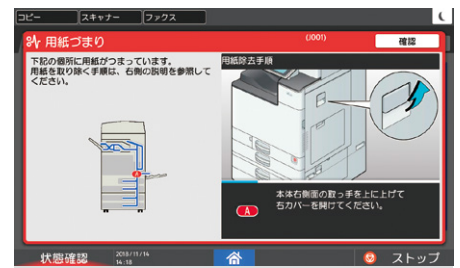 コピー
スキャナー
ファクス
用紙づまり
(J001)
確認
下記の個所に用紙がつまっています。
用紙を取り除く手順は、右側の説明を参照して
ください。
用紙除去手順
A
A
本体右側面の取っ手を上に上げて
右カバーを開けてください。
状態確認
2018/11/14
14:18
ストップ